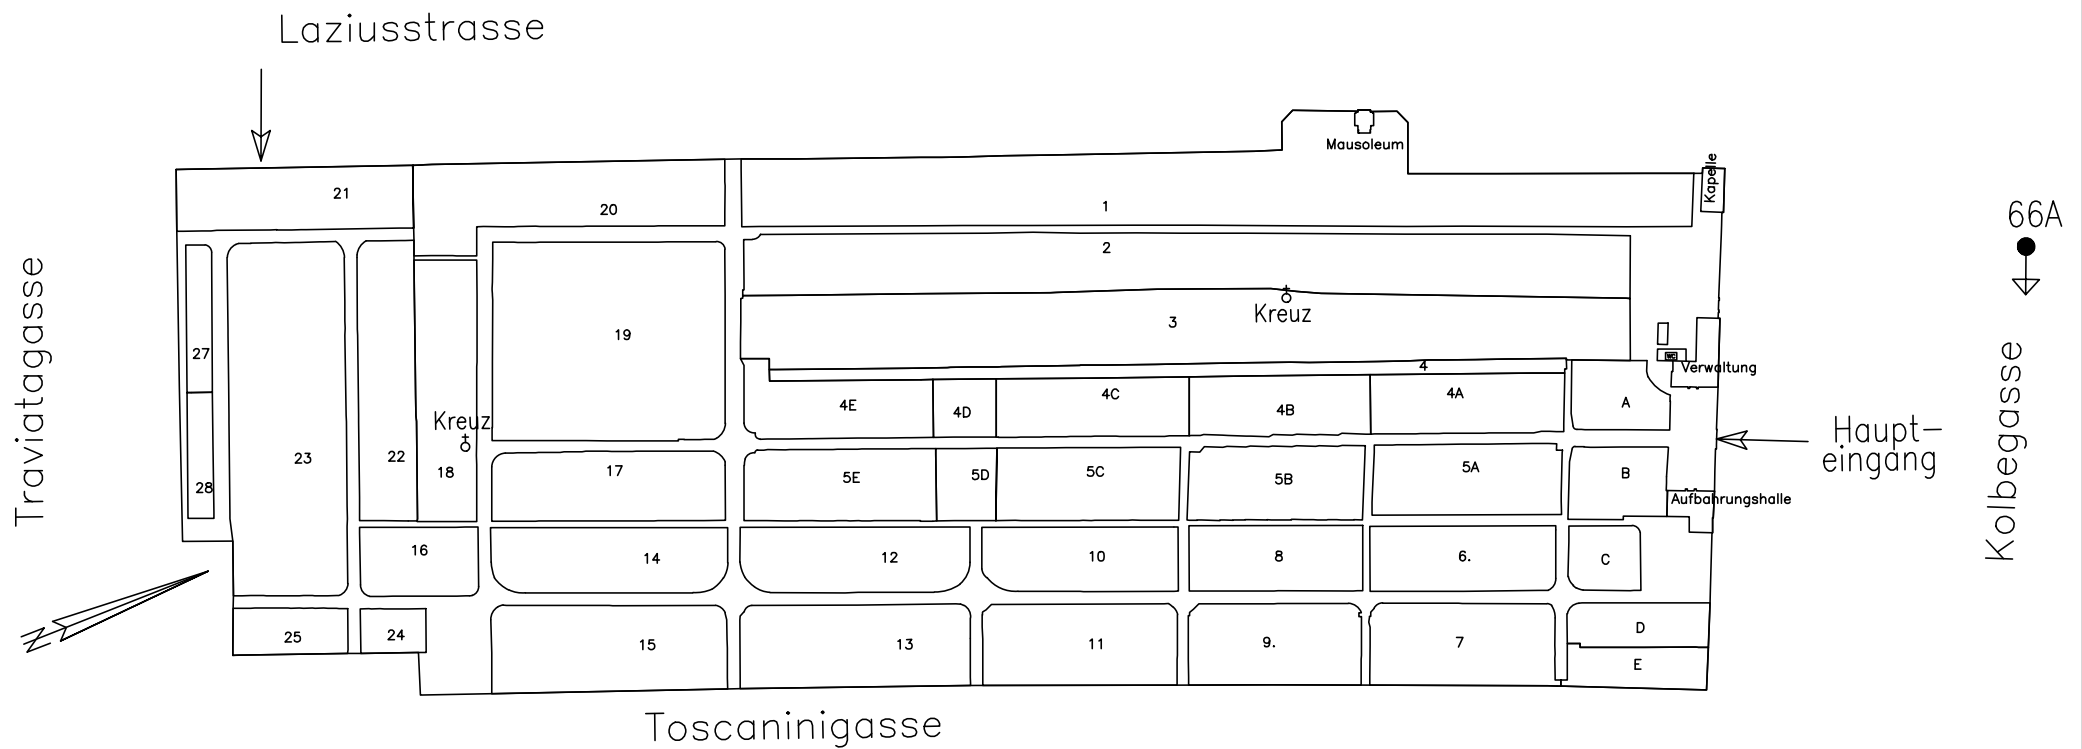 Laziusstrasse
Mausoleum
Kapelle
21
20
1
66A
2
Kreuz
3
19
27
WC
4
Verwaltung
4E
4D
4C
4B
4A
A
Kreuz
Haupt-
eingang
23
22
18
17
5E
5D
5C
5B
5A
B
28
Aufbahrungshalle
16
14
12
10
8
6.
C
N
25
24
15
13
11
9.
7
D
E
Traviatagasse
Kolbegasse
Toscaninigasse